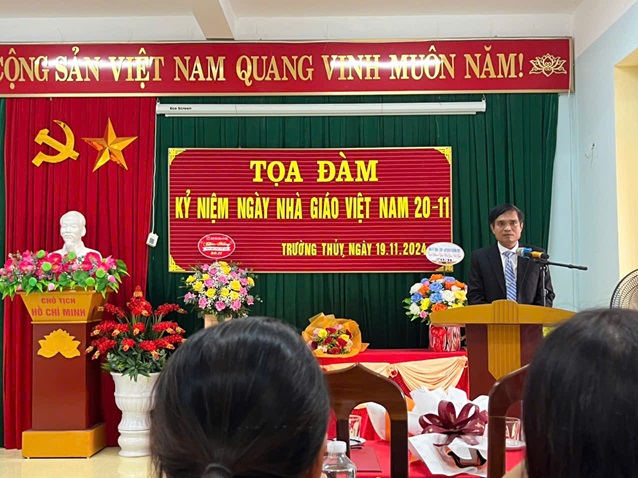 CỘNG SẢN VIỆT NAM QUANG VINH MUÔN NĂM!
TỌA ĐÀM
KỶ NIỆM NGÀY NHÀ GIÁO VIỆT NAM 20-11
TRƯỜNG THỦY, NGÀY 19.11.2024
CHỦ TỊCH
HỒ CHÍ MINH